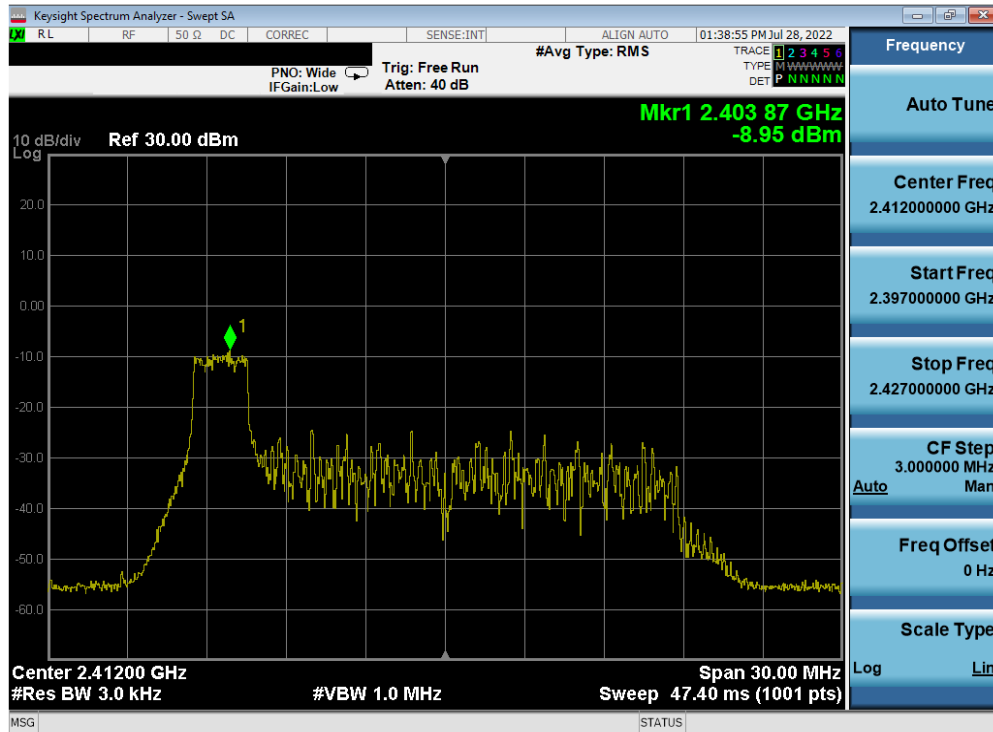 Keysight Spectrum Analyzer - Swept SA
LXI RL RF 50 Ω DC CORREC SENSE:INT ALIGN AUTO 01:38:55 PM Jul 28, 2022
#Avg Type: RMS
TRACE 1 2 3 4 5 6
TYPE M WWWWW
DET P N N N N N
PNO: Wide
IFGain:Low
Trig: Free Run
Atten: 40 dB
Mkr1 2.403 87 GHz
-8.95 dBm
10 dB/div Ref 30.00 dBm
Log
20.0
10.0
0.00
-10.0
-20.0
-30.0
-40.0
-50.0
-60.0
1
Center 2.41200 GHz Span 30.00 MHz
#Res BW 3.0 kHz #VBW 1.0 MHz Sweep 47.40 ms (1001 pts)
MSG STATUS
Frequency
Auto Tune
Center Freq
2.412000000 GHz
Start Freq
2.397000000 GHz
Stop Freq
2.427000000 GHz
CF Step
3.000000 MHz
Auto Man
Freq Offset
0 Hz
Scale Type
Log Lin